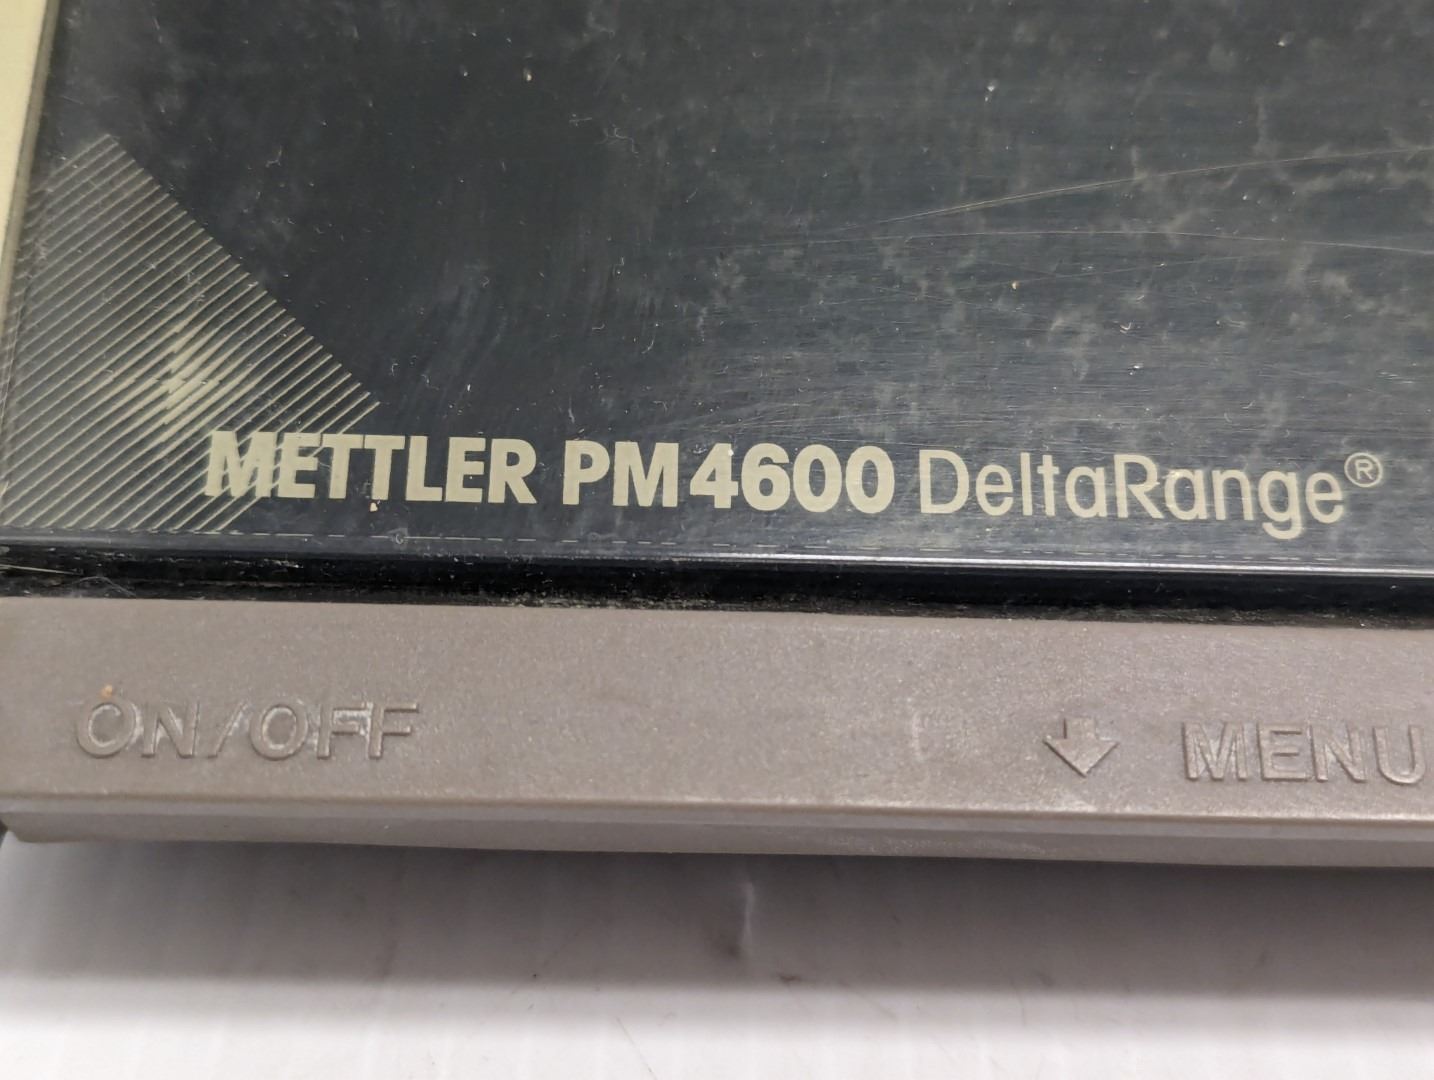 METTLER PM4600 DeltaRange®
ON/OFF ↓ MENU